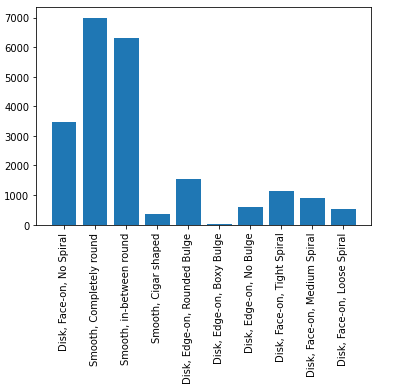 7000
6000
5000
4000
3000
2000
1000
0
Disk, Face-on, No Spiral
Smooth, Completely round
Smooth, in-between round
Smooth, Cigar shaped
Disk, Edge-on, Rounded Bulge
Disk, Edge-on, Boxy Bulge
Disk, Edge-on, No Bulge
Disk, Face-on, Tight Spiral
Disk, Face-on, Medium Spiral
Disk, Face-on, Loose Spiral